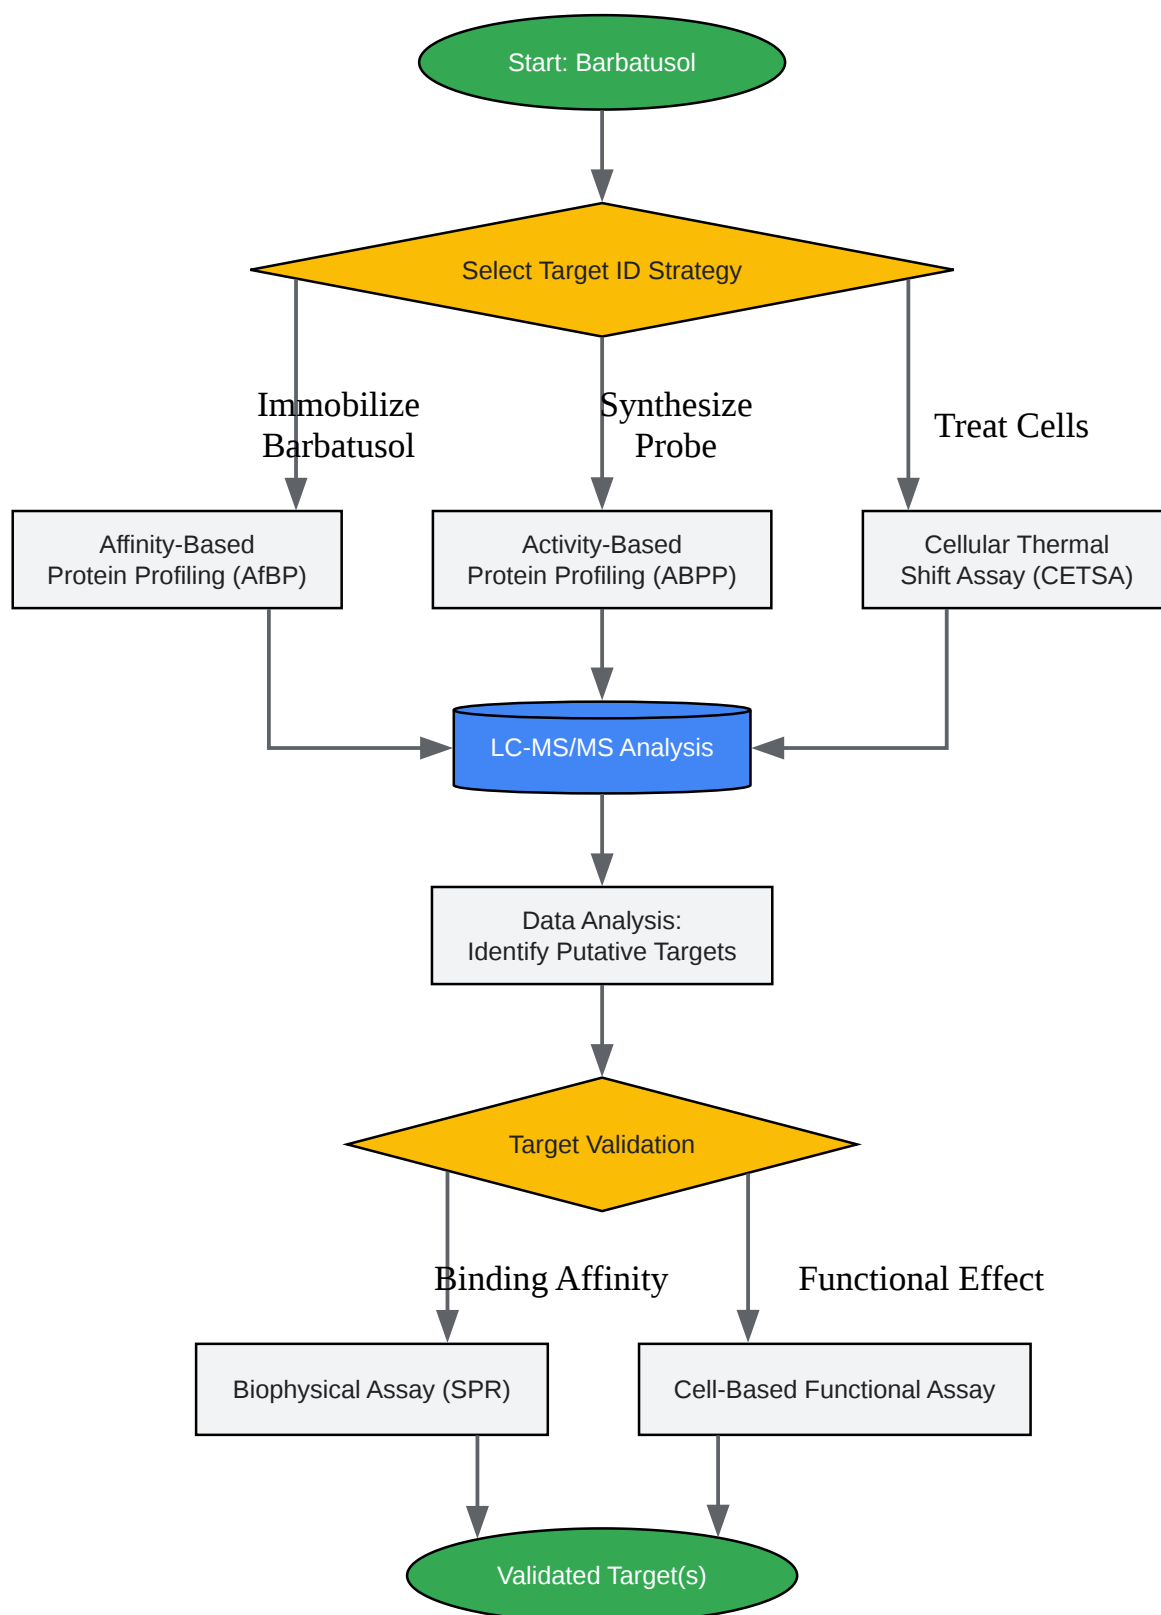 Start: Barbatusol
Select Target ID Strategy
Immobilize
Barbatusol
Synthesize
Probe
Treat Cells
Affinity-Based
Protein Profiling (AfBP)
Activity-Based
Protein Profiling (ABPP)
Cellular Thermal
Shift Assay (CETSA)
LC-MS/MS Analysis
Data Analysis:
Identify Putative Targets
Target Validation
Binding Affinity
Functional Effect
Biophysical Assay (SPR)
Cell-Based Functional Assay
Validated Target(s)